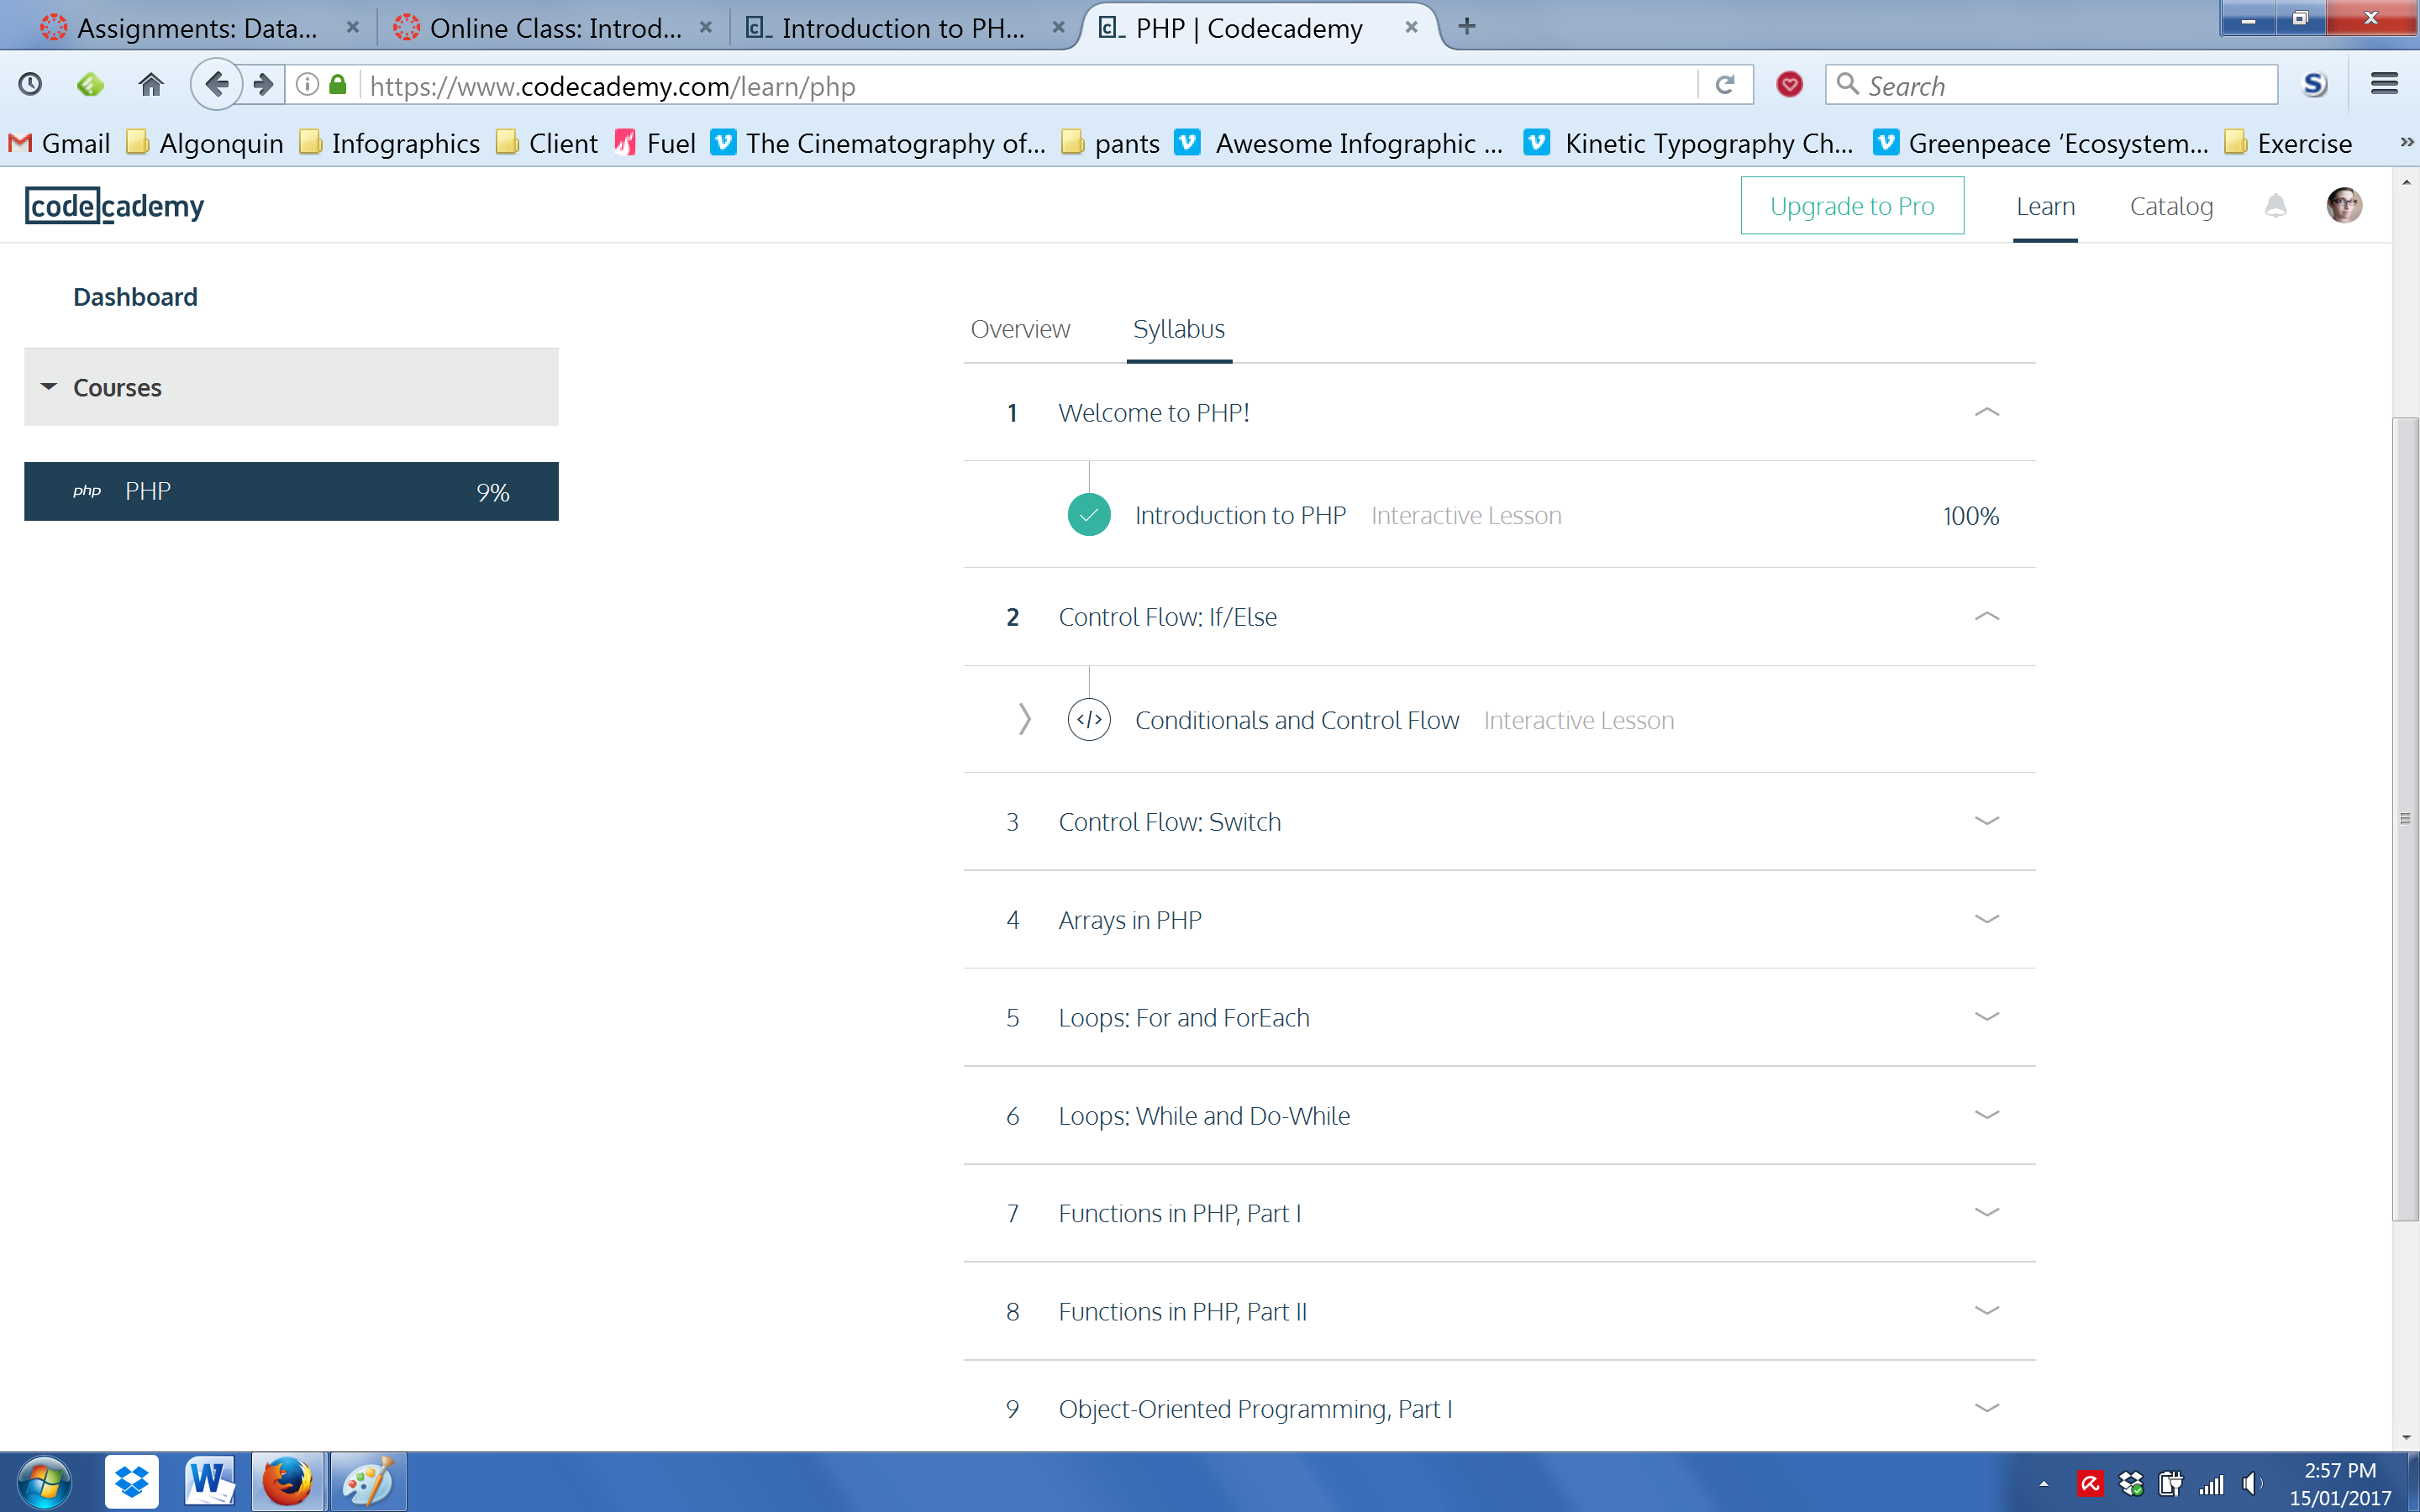 Assignments: Data...
Online Class: Introd...
Introduction to PH...
PHP | Codecademy
https://www.codecademy.com/learn/php
Search
S
Gmail
Algonquin
Infographics
Client
Fuel
The Cinematography of...
pants
Awesome Infographic ...
Kinetic Typography Ch...
Greenpeace ‘Ecosystem...
Exercise
»
codecademy
Upgrade to Pro
Learn
Catalog
Dashboard
Courses
php PHP 9%
Overview Syllabus
1 Welcome to PHP!
Introduction to PHP Interactive Lesson 100%
2 Control Flow: If/Else
</> Conditionals and Control Flow Interactive Lesson
3 Control Flow: Switch
4 Arrays in PHP
5 Loops: For and ForEach
6 Loops: While and Do-While
7 Functions in PHP, Part I
8 Functions in PHP, Part II
9 Object-Oriented Programming, Part I
W
2:57 PM
15/01/2017